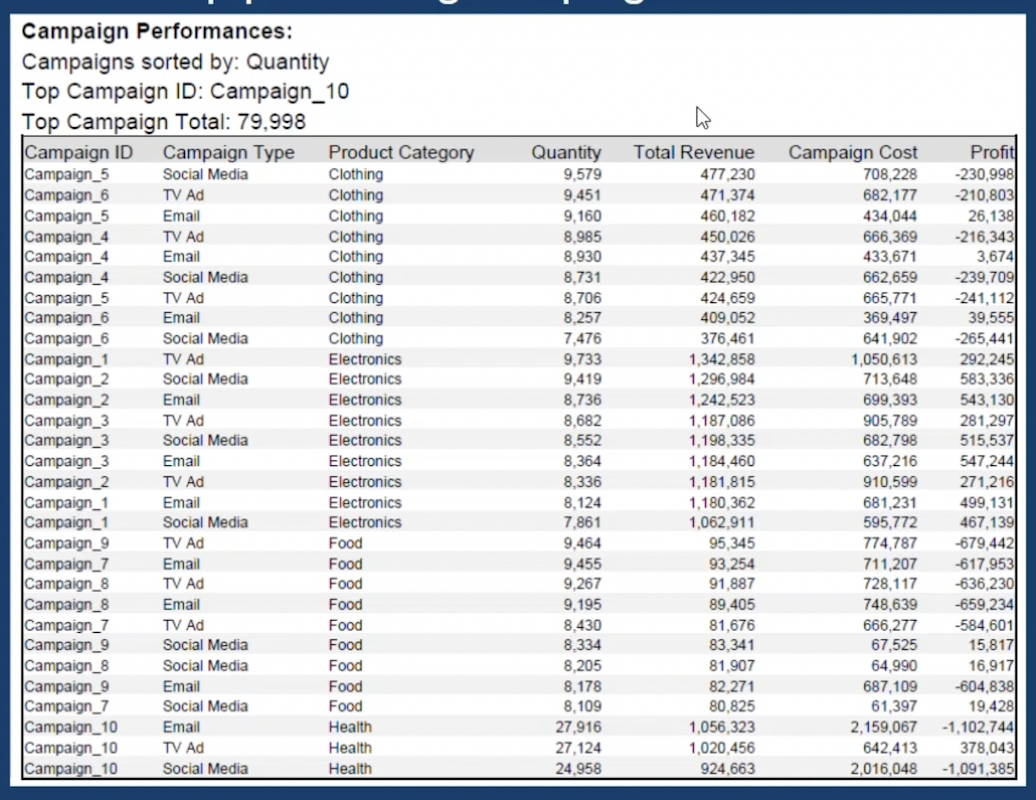 Campaign Performances:
Campaigns sorted by: Quantity
Top Campaign ID: Campaign_10
Top Campaign Total: 79,998
Campaign ID Campaign Type Product Category Quantity Total Revenue Campaign Cost Profit
Campaign_5 Social Media Clothing 9,579 477,230 708,228 -230,998
Campaign_6 TV Ad Clothing 9,451 471,374 682,177 -210,803
Campaign_5 Email Clothing 9,160 460,182 434,044 26,138
Campaign_4 TV Ad Clothing 8,985 450,026 666,369 -216,343
Campaign_4 Email Clothing 8,930 437,345 433,671 3,674
Campaign_4 Social Media Clothing 8,731 422,950 662,659 -239,709
Campaign_5 TV Ad Clothing 8,706 424,659 665,771 -241,112
Campaign_6 Email Clothing 8,257 409,052 369,497 39,555
Campaign_6 Social Media Clothing 7,476 376,461 641,902 -265,441
Campaign_1 TV Ad Electronics 9,733 1,342,858 1,050,613 292,245
Campaign_2 Social Media Electronics 9,419 1,296,984 713,648 583,336
Campaign_2 Email Electronics 8,736 1,242,523 699,393 543,130
Campaign_3 TV Ad Electronics 8,682 1,187,086 905,789 281,297
Campaign_3 Social Media Electronics 8,552 1,198,335 682,798 515,537
Campaign_3 Email Electronics 8,364 1,184,460 637,216 547,244
Campaign_2 TV Ad Electronics 8,336 1,181,815 910,599 271,216
Campaign_1 Email Electronics 8,124 1,180,362 681,231 499,131
Campaign_1 Social Media Electronics 7,861 1,062,911 595,772 467,139
Campaign_9 TV Ad Food 9,464 95,345 774,787 -679,442
Campaign_7 Email Food 9,455 93,254 711,207 -617,953
Campaign_8 TV Ad Food 9,267 91,887 728,117 -636,230
Campaign_8 Email Food 9,195 89,405 748,639 -659,234
Campaign_7 TV Ad Food 8,430 81,676 666,277 -584,601
Campaign_9 Social Media Food 8,334 83,341 67,525 15,817
Campaign_8 Social Media Food 8,205 81,907 64,990 16,917
Campaign_9 Email Food 8,178 82,271 687,109 -604,838
Campaign_7 Social Media Food 8,109 80,825 61,397 19,428
Campaign_10 Email Health 27,916 1,056,323 2,159,067 -1,102,744
Campaign_10 TV Ad Health 27,124 1,020,456 642,413 378,043
Campaign_10 Social Media Health 24,958 924,663 2,016,048 -1,091,385